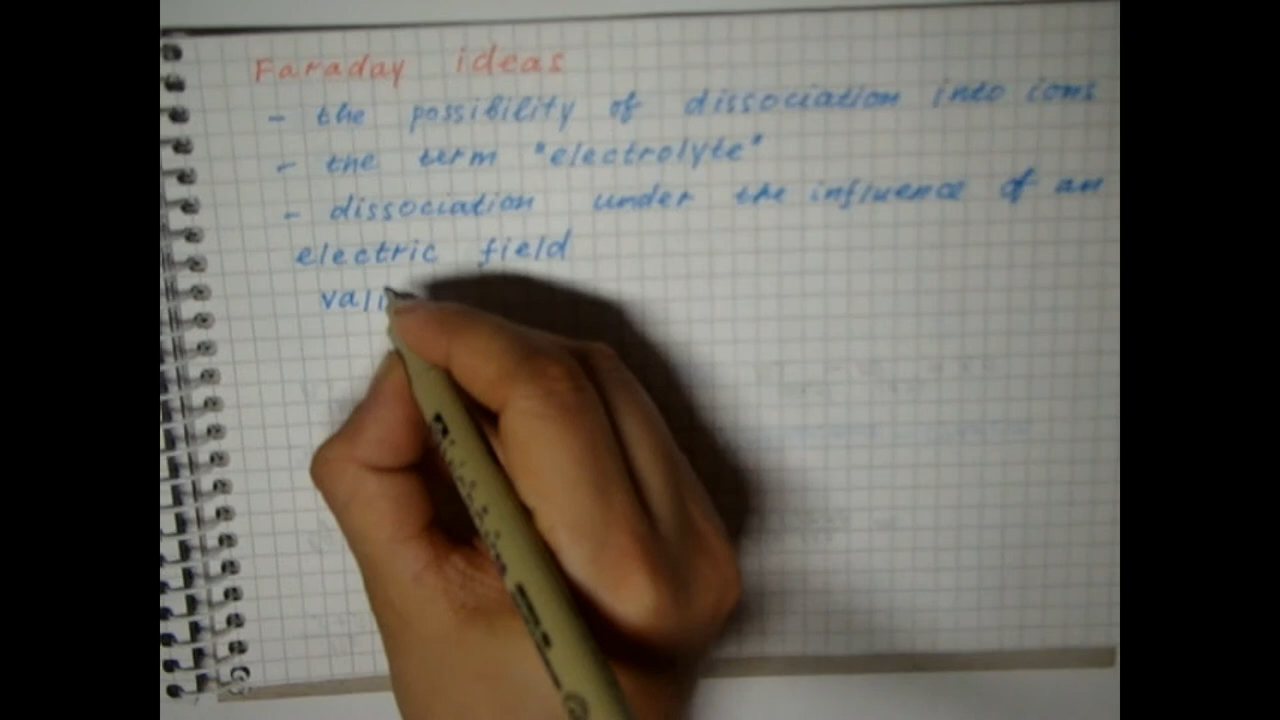 Faraday ideas
- the possibility of dissociation into ions
- the term "electrolyte"
- dissociation under the influence of an
electric field
vali